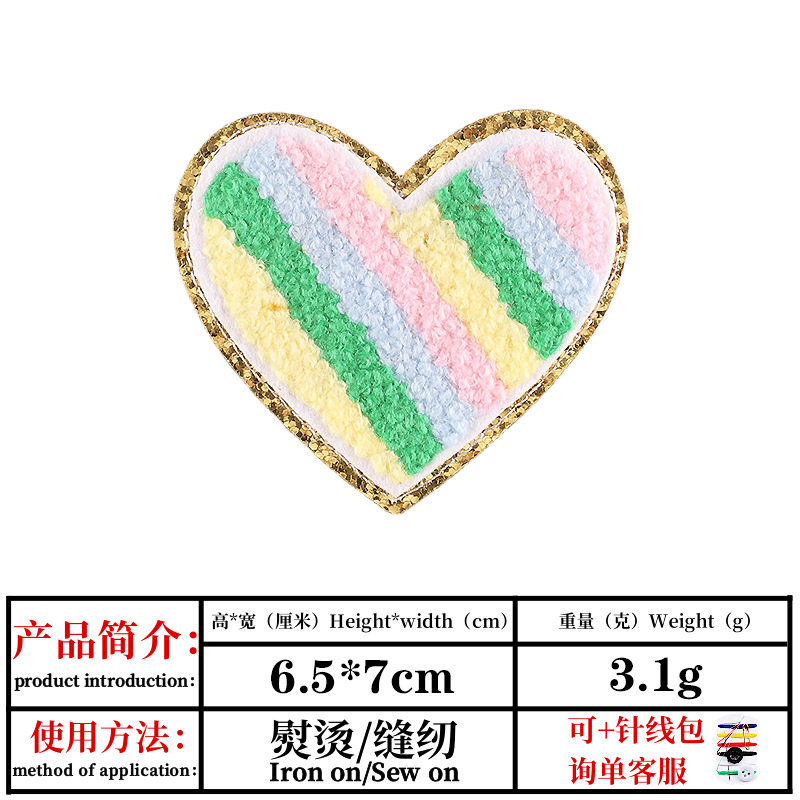 产品简介：
product introduction：
高*宽（厘米）Height*width（cm）
重量（克）Weight（g）
6.5*7cm
3.1g
使用方法：
method of application：
熨烫/缝纫
Iron on/Sew on
可+针线包
询单客服